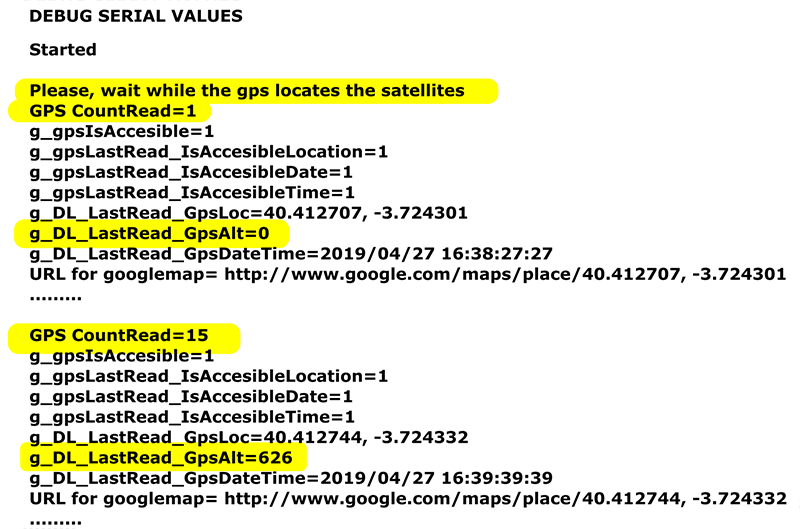 DEBUG SERIAL VALUES
Started
Please, wait while the gps locates the satellites
GPS CountRead=1
g_gpsIsAccesible=1
g_gpsLastRead_IsAccesibleLocation=1
g_gpsLastRead_IsAccesibleDate=1
g_gpsLastRead_IsAccesibleTime=1
g_DL_LastRead_GpsLoc=40.412707, -3.724301
g_DL_LastRead_GpsAlt=0
g_DL_LastRead_GpsDateTime=2019/04/27 16:38:27:27
URL for googlemap= http://www.google.com/maps/place/40.412707, -3.724301
.........
GPS CountRead=15
g_gpsIsAccesible=1
g_gpsLastRead_IsAccesibleLocation=1
g_gpsLastRead_IsAccesibleDate=1
g_gpsLastRead_IsAccesibleTime=1
g_DL_LastRead_GpsLoc=40.412744, -3.724332
g_DL_LastRead_GpsAlt=626
g_DL_LastRead_GpsDateTime=2019/04/27 16:39:39:39
URL for googlemap= http://www.google.com/maps/place/40.412744, -3.724332
.........